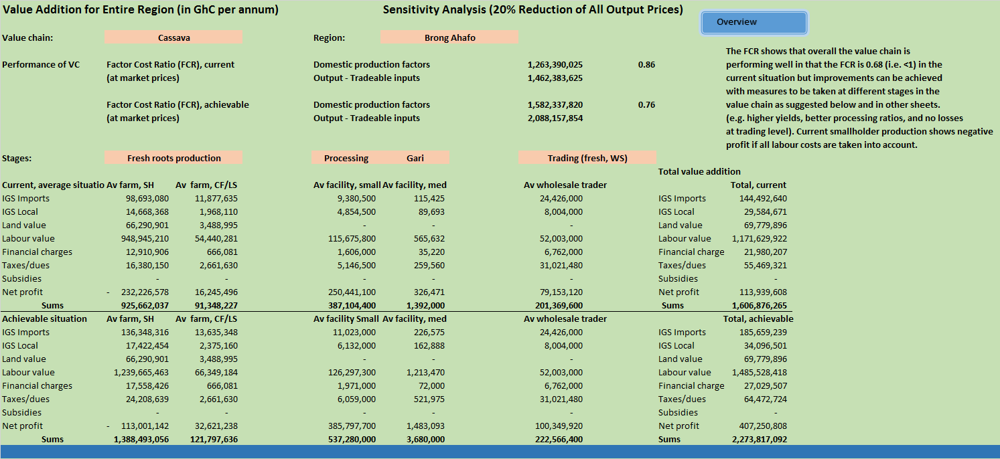 Value Addition for Entire Region (in GhC per annum) Sensitivity Analysis (20% Reduction of All Output Prices)
Overview
Value chain: Cassava Region: Brong Ahafo
The FCR shows that overall the value chain is
performing well in that the FCR is 0.68 (i.e. <1) in the
current situation but improvements can be achieved
with measures to be taken at different stages in the
value chain as suggested below and in other sheets.
(e.g. higher yields, better processing ratios, and no losses
at trading level). Current smallholder production shows negative
profit if all labour costs are taken into account.
Performance of VC Factor Cost Ratio (FCR), current Domestic production factors 1,263,390,025 0.86
(at market prices) Output - Tradeable inputs 1,462,383,625
Factor Cost Ratio (FCR), achievable Domestic production factors 1,582,337,820 0.76
(at market prices) Output - Tradeable inputs 2,088,157,854
Stages: Fresh roots production Processing Gari Trading (fresh, WS)
Total value addition
Current, average situatio Av farm, SH Av farm, CF/LS Av facility, small Av facility, med Av wholesale trader Total, current
IGS Imports 98,693,080 11,877,635 9,380,500 115,425 24,426,000 IGS Imports 144,492,640
IGS Local 14,668,368 1,968,110 4,854,500 89,693 8,004,000 IGS Local 29,584,671
Land value 66,290,901 3,488,995 - - - Land value 69,779,896
Labour value 948,945,210 54,440,281 115,675,800 565,632 52,003,000 Labour value 1,171,629,922
Financial charges 12,910,906 666,081 1,606,000 35,220 6,762,000 Financial charge 21,980,207
Taxes/dues 16,380,150 2,661,630 5,146,500 259,560 31,021,480 Taxes/dues 55,469,321
Subsidies - - - - - Subsidies -
Net profit - 232,226,578 16,245,496 250,441,100 326,471 79,153,120 Net profit 113,939,608
Sums 925,662,037 91,348,227 387,104,400 1,392,000 201,369,600 Sums 1,606,876,265
Achievable situation Av farm, SH Av farm, CF/LS Av facility Small Av facility, med Av wholesale trader Total, achievable
IGS Imports 136,348,316 13,635,348 11,023,000 226,575 24,426,000 IGS Imports 185,659,239
IGS Local 17,422,454 2,375,160 6,132,000 162,888 8,004,000 IGS Local 34,096,501
Land value 66,290,901 3,488,995 - - - Land value 69,779,896
Labour value 1,239,665,463 66,349,184 126,297,300 1,213,470 52,003,000 Labour value 1,485,528,418
Financial charges 17,558,426 666,081 1,971,000 72,000 6,762,000 Financial charge 27,029,507
Taxes/dues 24,208,639 2,661,630 6,059,000 521,975 31,021,480 Taxes/dues 64,472,724
Subsidies - - - - - Subsidies -
Net profit - 113,001,142 32,621,238 385,797,700 1,483,093 100,349,920 Net profit 407,250,808
Sums 1,388,493,056 121,797,636 537,280,000 3,680,000 222,566,400 Sums 2,273,817,092